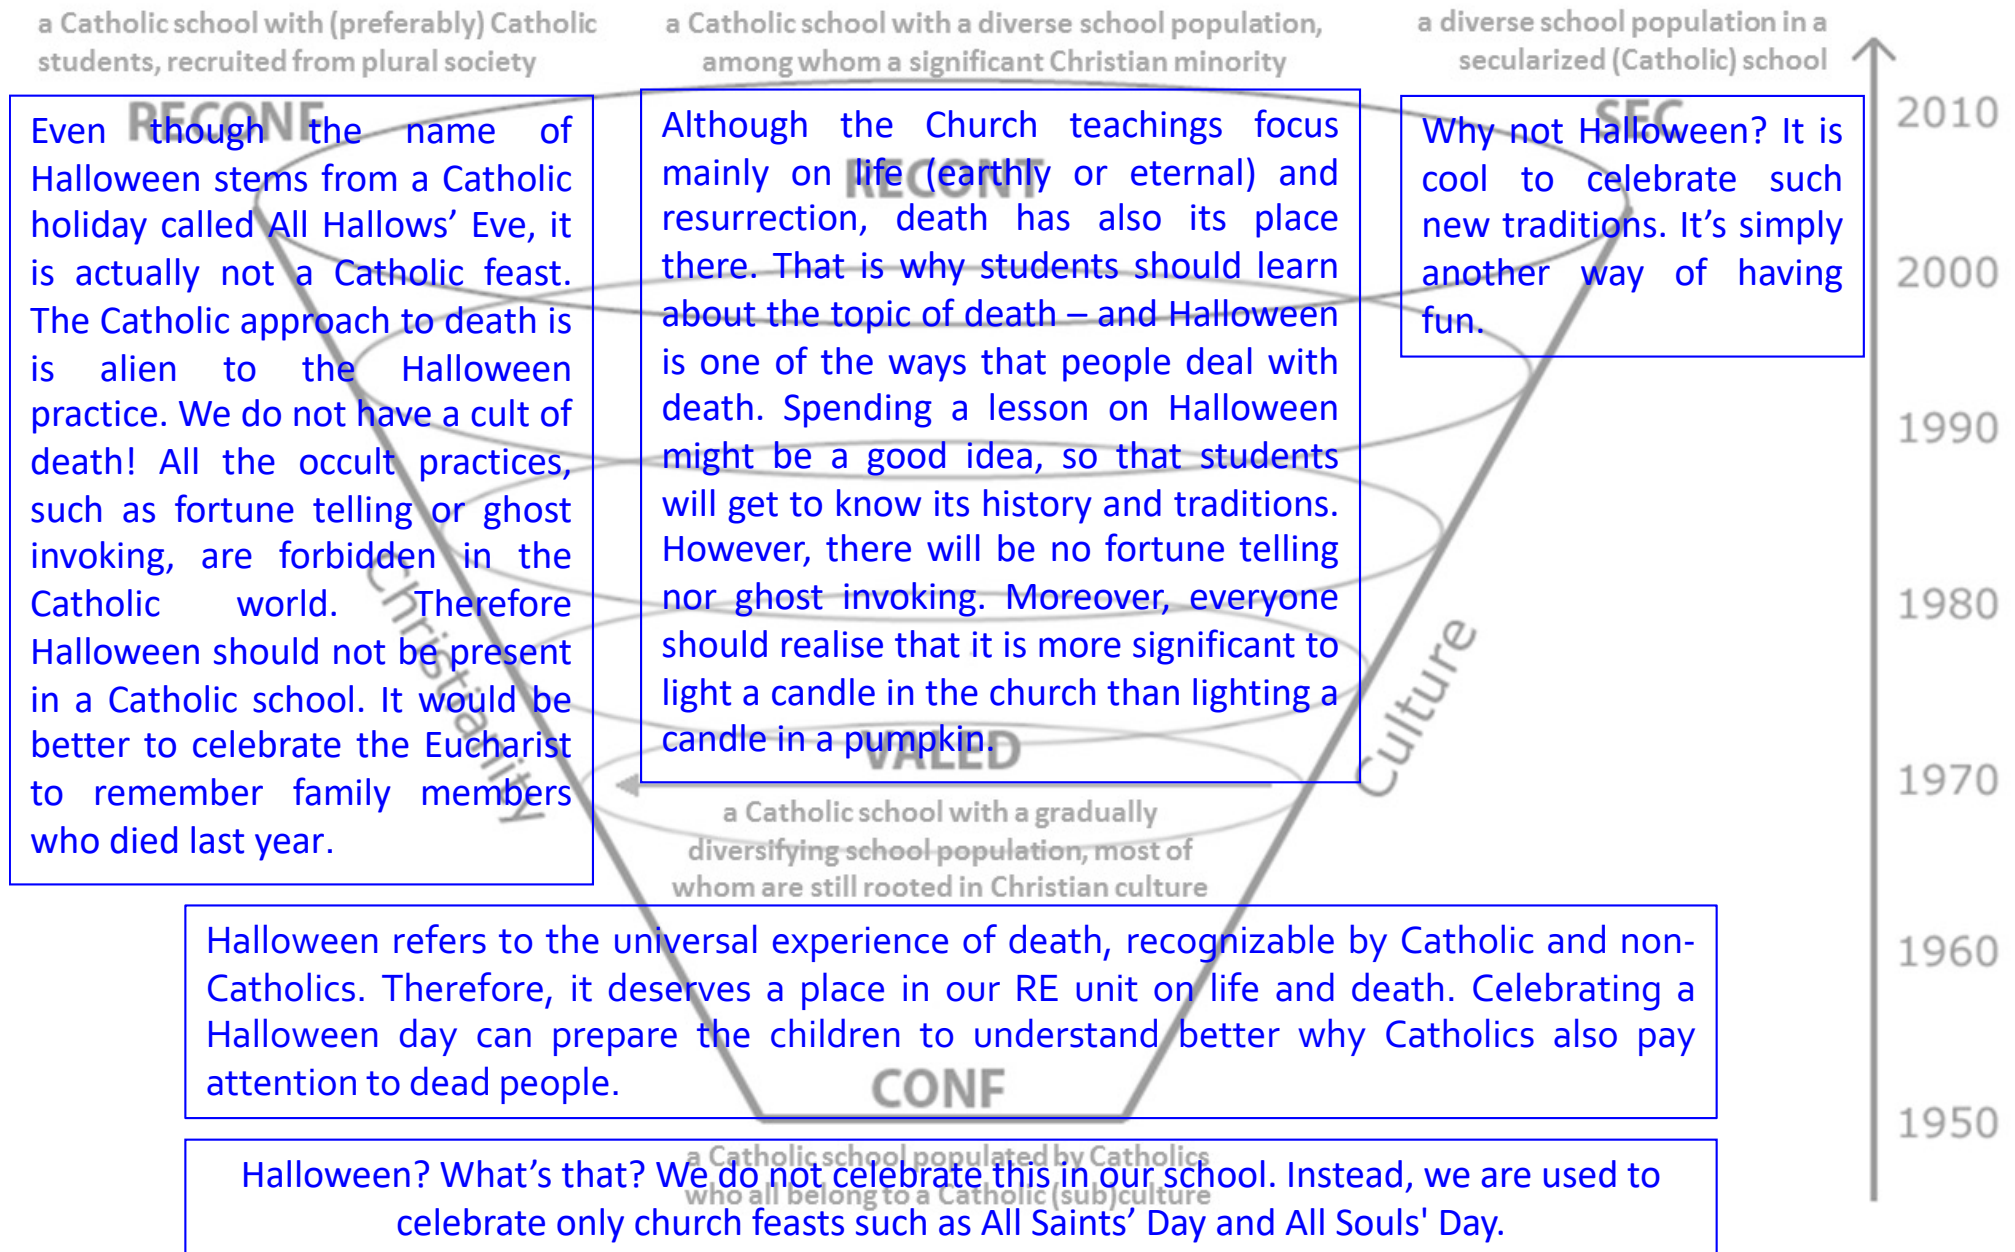 a Catholic school with (preferably) Catholic
students, recruited from plural society
a Catholic school with a diverse school population,
among whom a significant Christian minority
a diverse school population in a
secularized (Catholic) school
RECONF
Even though the name of
Halloween stems from a Catholic
holiday called All Hallows’ Eve, it
is actually not a Catholic feast.
The Catholic approach to death is
is alien to the Halloween
practice. We do not have a cult of
death! All the occult practices,
such as fortune telling or ghost
invoking, are forbidden in the
Catholic world. Therefore
Halloween should not be present
in a Catholic school. It would be
better to celebrate the Eucharist
to remember family members
who died last year.
RECONT
Although the Church teachings focus
mainly on life (earthly or eternal) and
resurrection, death has also its place
there. That is why students should learn
about the topic of death – and Halloween
is one of the ways that people deal with
death. Spending a lesson on Halloween
might be a good idea, so that students
will get to know its history and traditions.
However, there will be no fortune telling
nor ghost invoking. Moreover, everyone
should realise that it is more significant to
light a candle in the church than lighting a
candle in a pumpkin.
SEC
Why not Halloween? It is
cool to celebrate such
new traditions. It’s simply
another way of having
fun.
2010
2000
1990
1980
1970
1960
1950
Christianity
Culture
VALED
a Catholic school with a gradually
diversifying school population, most of
whom are still rooted in Christian culture
Halloween refers to the universal experience of death, recognizable by Catholic and non-
Catholics. Therefore, it deserves a place in our RE unit on life and death. Celebrating a
Halloween day can prepare the children to understand better why Catholics also pay
attention to dead people.
CONF
a Catholic school populated by Catholics
who all belong to a Catholic (sub)culture
Halloween? What’s that? We do not celebrate this in our school. Instead, we are used to
celebrate only church feasts such as All Saints’ Day and All Souls' Day.